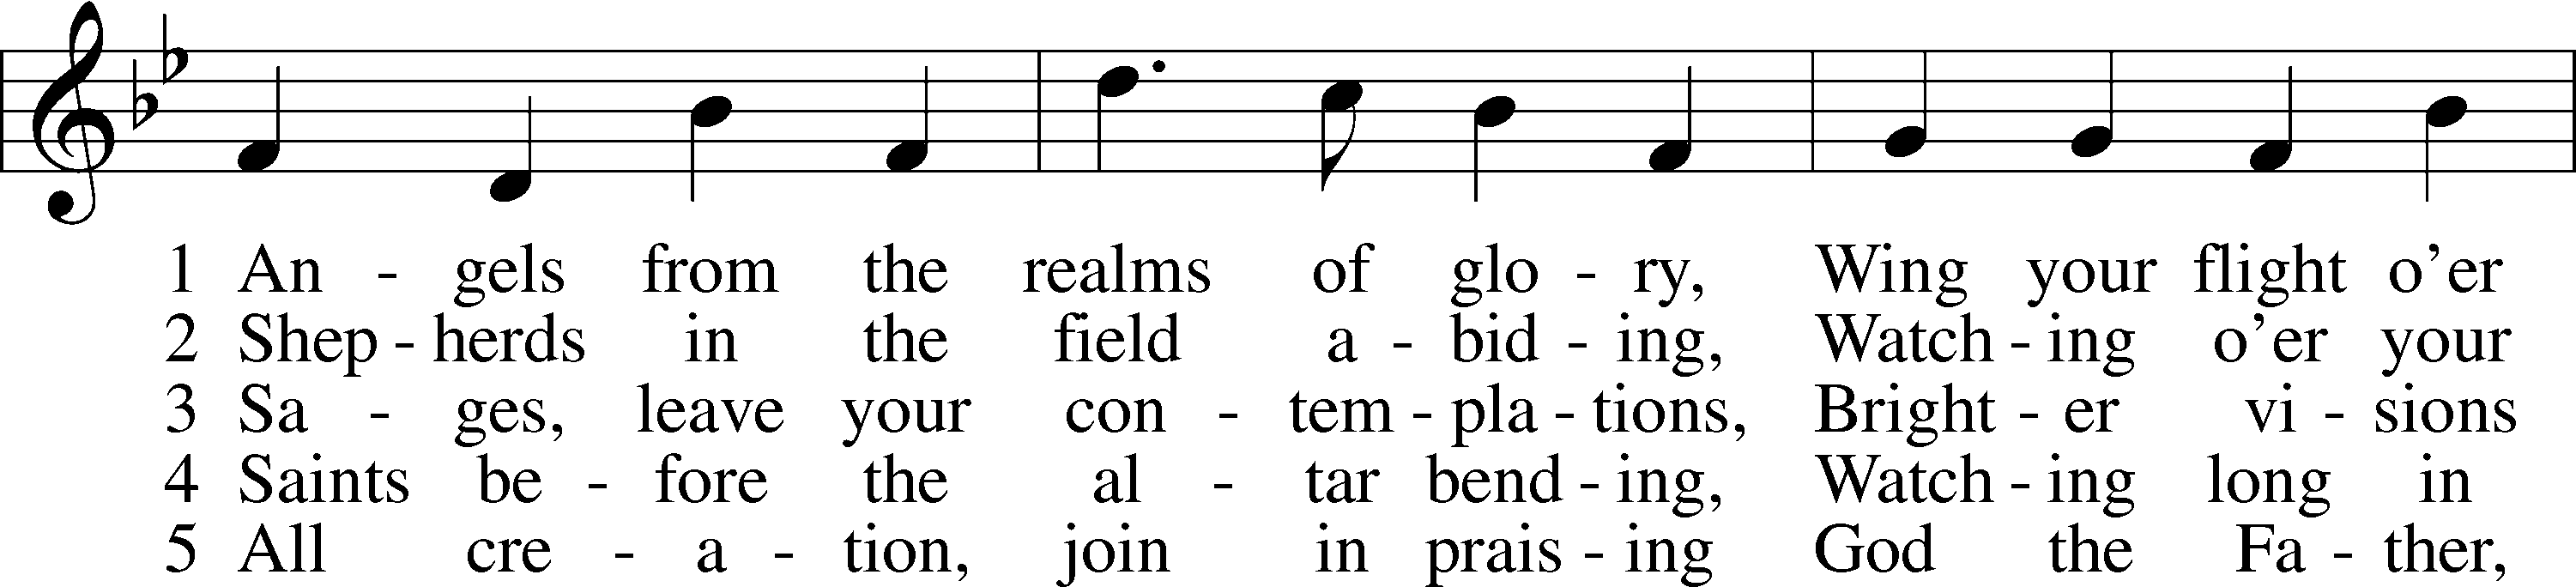 1 An - gels from the realms of glo - ry, Wing your flight o’er
2 Shep - herds in the field a - bid - ing, Watch - ing o’er your
3 Sa - ges, leave your con - tem - pla - tions, Bright - er vi - sions
4 Saints be - fore the al - tar bend - ing, Watch - ing long in
5 All cre - a - tion, join in prais - ing God the Fa - ther,